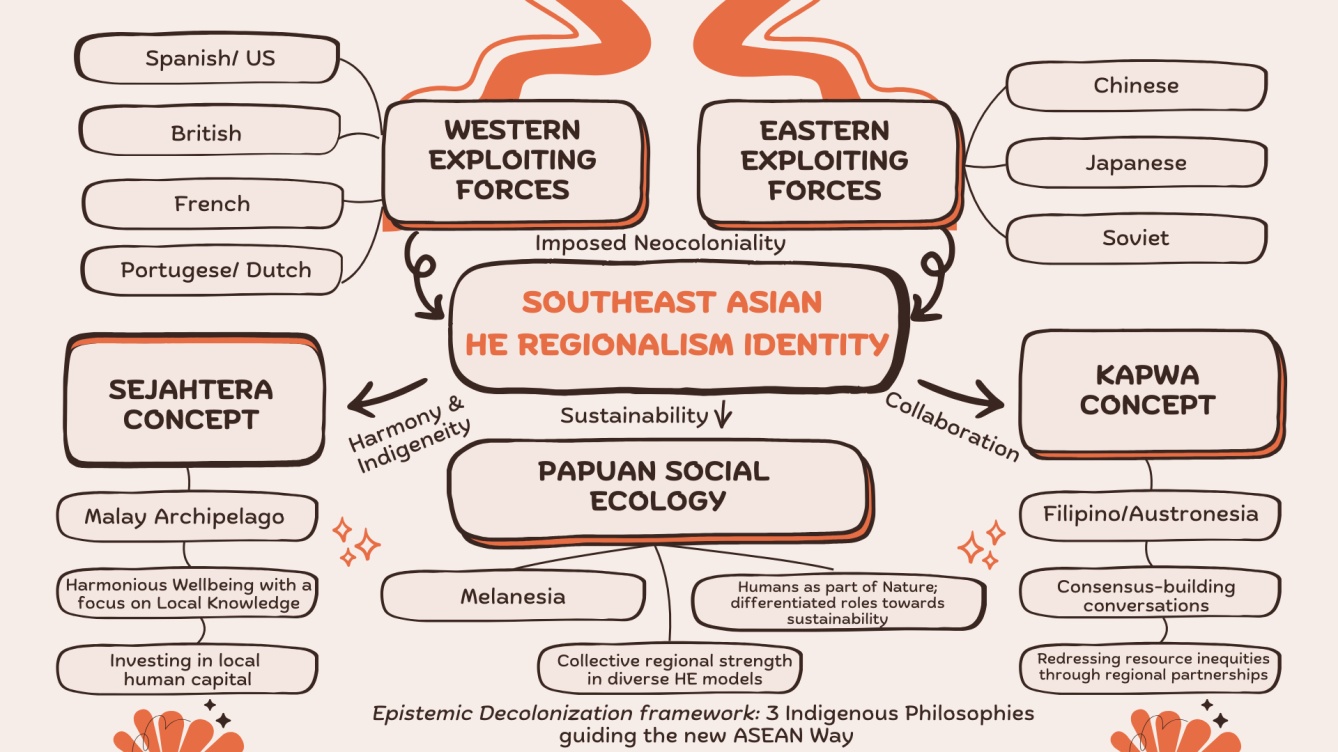 Spanish/ US
British
French
Portugese/ Dutch
WESTERN
EXPLOITING
FORCES
EASTERN
EXPLOITING
FORCES
Chinese
Japanese
Soviet
Imposed Neocoloniality
SOUTHEAST ASIAN
HE REGIONALISM IDENTITY
Harmony &
Indigeneity
Sustainability
Collaboration
SEJAHTERA
CONCEPT
Malay Archipelago
Harmonious Wellbeing with a
focus on Local Knowledge
Investing in local
human capital
PAPUAN SOCIAL
ECOLOGY
Melanesia
Collective regional strength
in diverse HE models
Humans as part of Nature;
differentiated roles towards
sustainability
KAPWA
CONCEPT
Filipino/Austronesia
Consensus-building
conversations
Redressing resource inequities
through regional partnerships
Epistemic Decolonization framework: 3 Indigenous Philosophies
guiding the new ASEAN Way